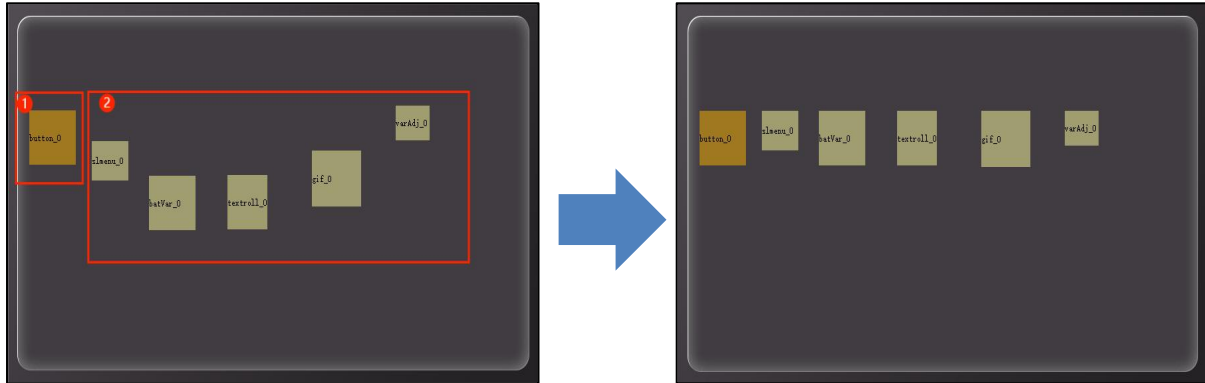 1
2
button_0
slmenu_0
batVar_0
textroll_0
gif_0
varAdj_0
button_0
slmenu_0
batVar_0
textroll_0
gif_0
varAdj_0